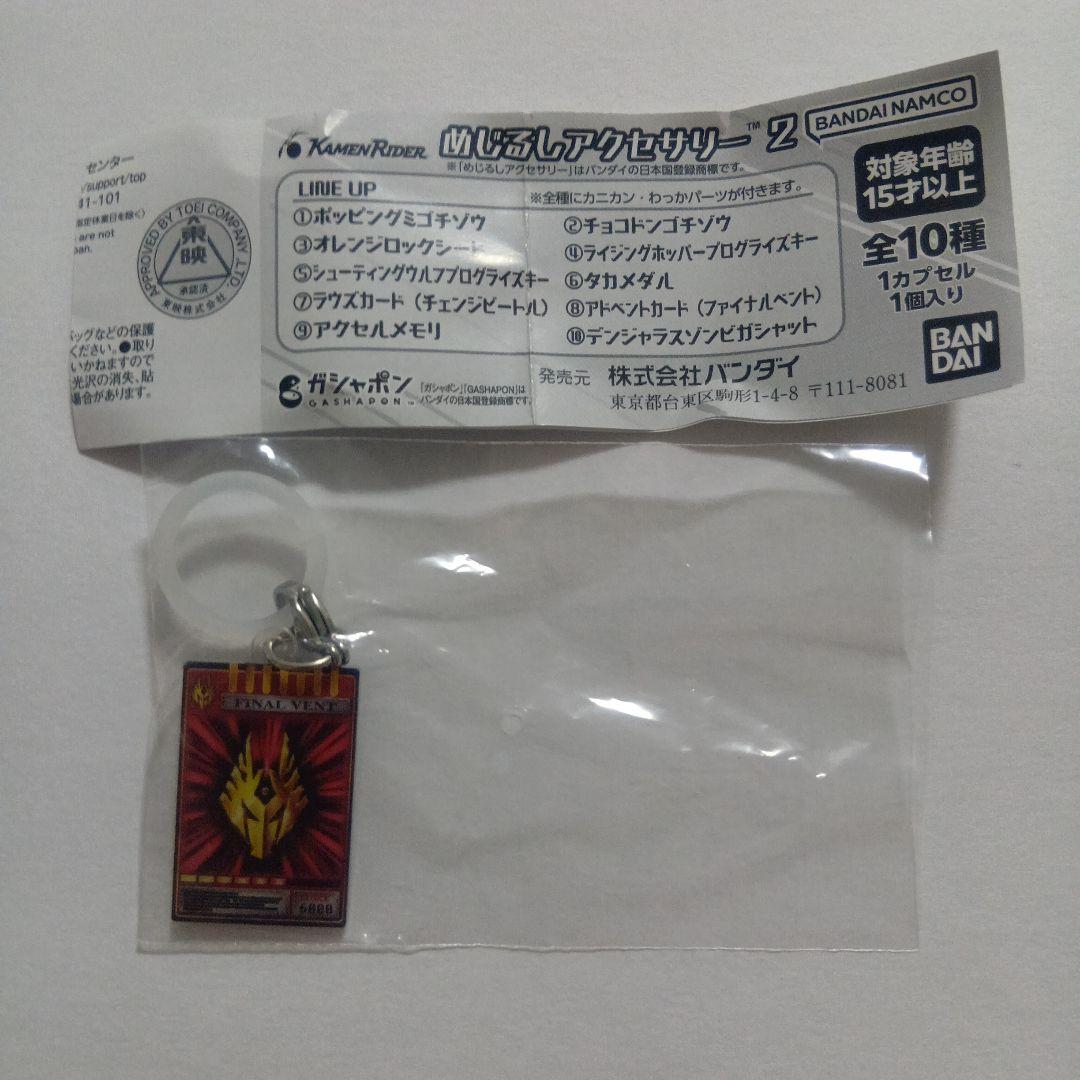 KAMEN RIDER めじるしアクセサリー™ 2 BANDAI NAMCO
※「めじるしアクセサリー」はバンダイの日本国登録商標です。
LINE UP ※全種にカニカン・わっかパーツが付きます。
①ポッピングミゴチゾウ ②チョコドンゴチゾウ
③オレンジロックシード ④ライジングホッパープログライズキー
⑤シューティングウルフプログライズキー ⑥タカメダル
⑦ラウズカード（チェンジビートル） ⑧アドベントカード（ファイナルベント）
⑨アクセルメモリ ⑩デンジャラスゾンビガシャット
対象年齢
15才以上
全10種
1カプセル
1個入り
BAN
DAI
ガシャポン
GASHAPON™
「ガシャポン」「GASHAPON」は
バンダイの日本国登録商標です。
発売元 株式会社バンダイ
東京都台東区駒形1-4-8 〒111-8081
センター
/support/top
41-101
指定休業日を除く〉
are not
pan.
APPROVED BY TOEI COMPANY, LTD.
東映
承認済
東映株式会社
バッグなどの保護
ください。●取り
いかねますので
光沢の消失、貼
場合があります。
FINAL VENT
6000